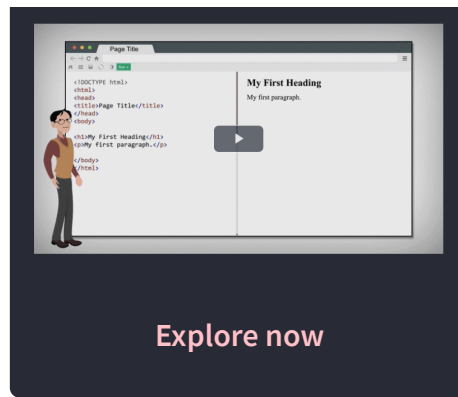 Page Title
Run »
<!DOCTYPE html>
<html>
<head>
<title>Page Title</title>
</head>
<body>
<h1>My First Heading</h1>
<p>My first paragraph.</p>
</body>
</html>
My First Heading
My first paragraph.
Explore now